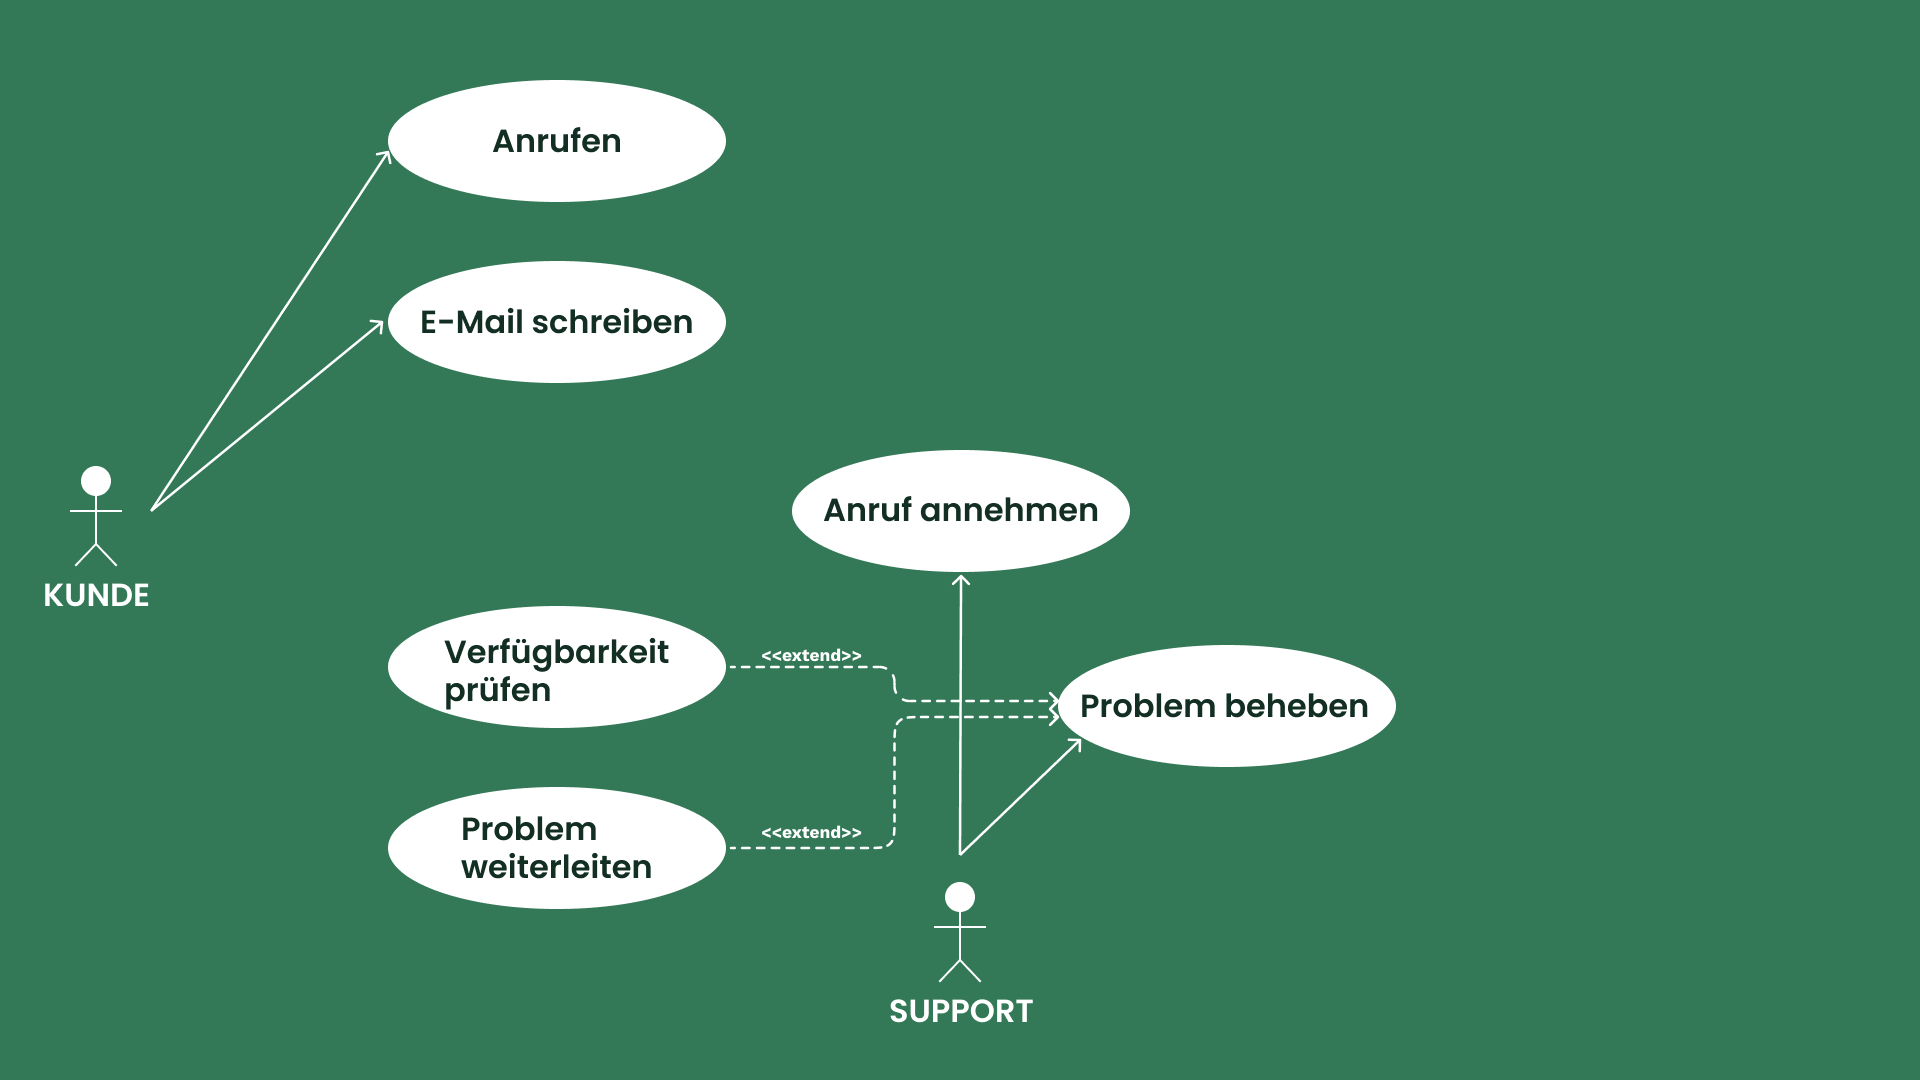 Anrufen
E-Mail schreiben
KUNDE
Anruf annehmen
Verfügbarkeit
prüfen
<<extend>>
Problem beheben
Problem
weiterleiten
<<extend>>
SUPPORT